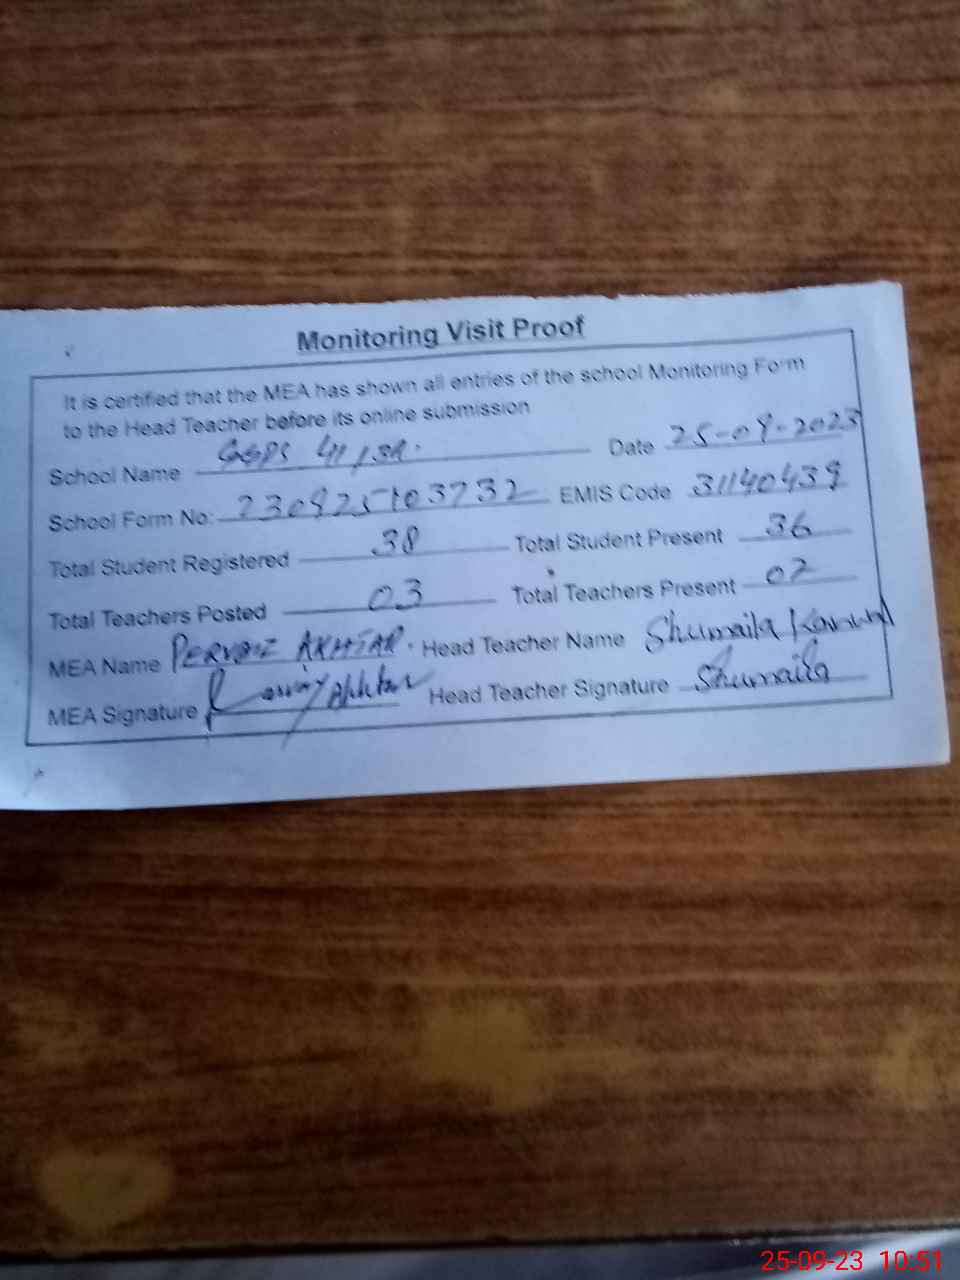 Monitoring Visit Proof
It is certified that the MEA has shown all entries of the school Monitoring Form
to the Head Teacher before its online submission
School Name GGPS 41/3R. Date 25-09-2023
School Form No: 230925103732 EMIS Code 31140439
Total Student Registered 38 Total Student Present 36
Total Teachers Posted 03 Total Teachers Present 02
MEA Name PERVAIZ AKHTAR. Head Teacher Name Shumaila
MEA Signature Akhtar Head Teacher Signature Shumaila
25-09-23 10:51